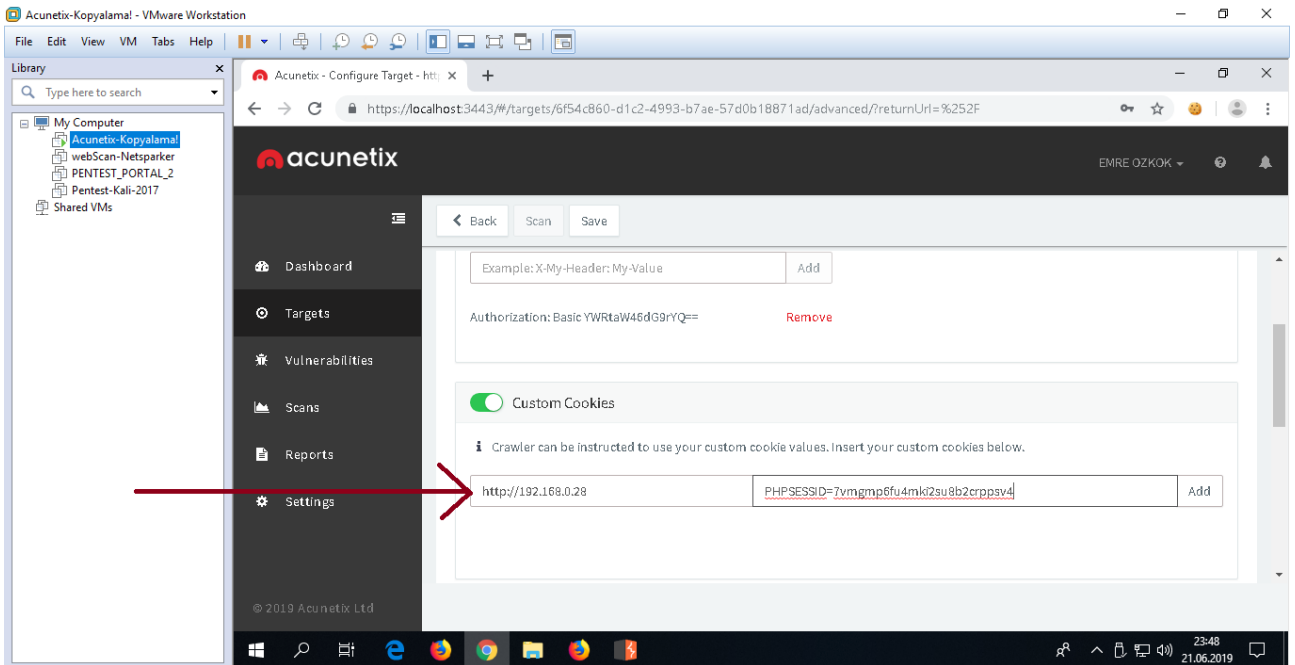 Acunetix-Kopyalama! - VMware Workstation
File Edit View VM Tabs Help
Library
Type here to search
My Computer
Acunetix-Kopyalama!
webScan-Netsparker
PENTEST_PORTAL_2
Pentest-Kali-2017
Shared VMs
Acunetix - Configure Target - htt
https://localhost:3443/#/targets/6f54c860-d1c2-4993-b7ae-57d0b18871ad/advanced/?returnUrl=%252F
acunetix
EMRE OZKOK
Back Scan Save
Dashboard
Targets
Vulnerabilities
Scans
Reports
Settings
© 2019 Acunetix Ltd
Example: X-My-Header: My-Value Add
Authorization: Basic YWRtaW46dG9rYQ== Remove
Custom Cookies
Crawler can be instructed to use your custom cookie values. Insert your custom cookies below.
http://192.168.0.28 PHPSESSID=7vmgmp6fu4mki2su8b2crppsv4 Add
23:48
21.06.2019